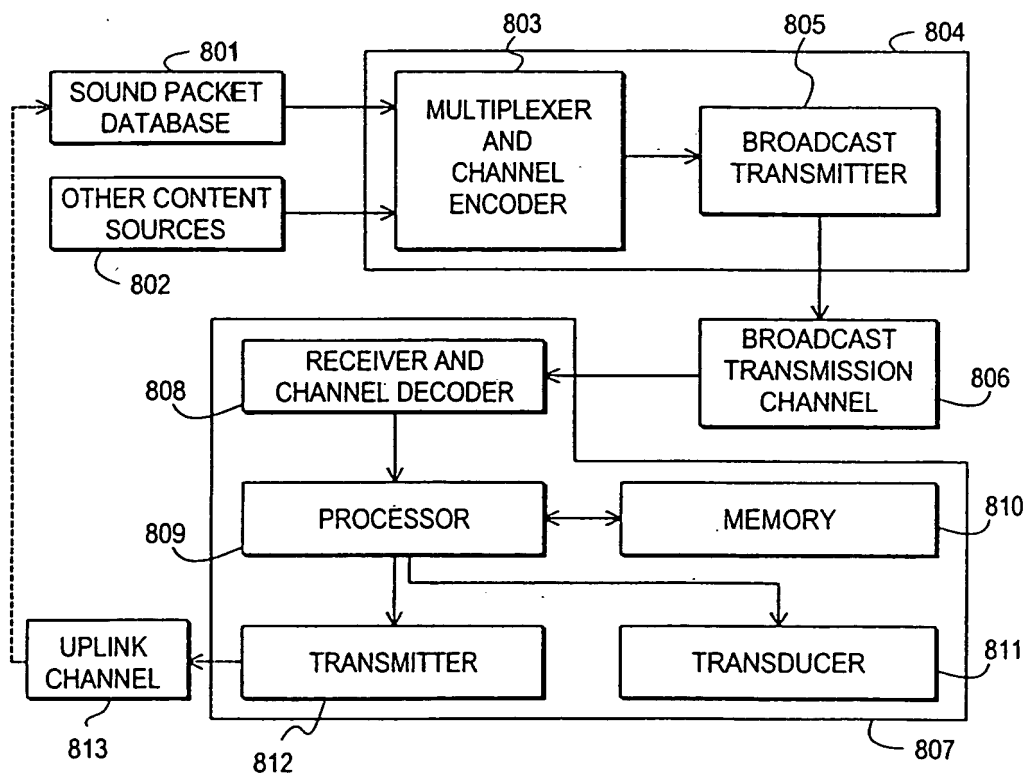 801
SOUND PACKET
DATABASE
OTHER CONTENT
SOURCES
802
803
MULTIPLEXER
AND
CHANNEL
ENCODER
805
804
BROADCAST
TRANSMITTER
BROADCAST
TRANSMISSION
CHANNEL
806
RECEIVER AND
CHANNEL DECODER
808
PROCESSOR
809
MEMORY
810
UPLINK
CHANNEL
813
TRANSMITTER
812
TRANSDUCER
811
807